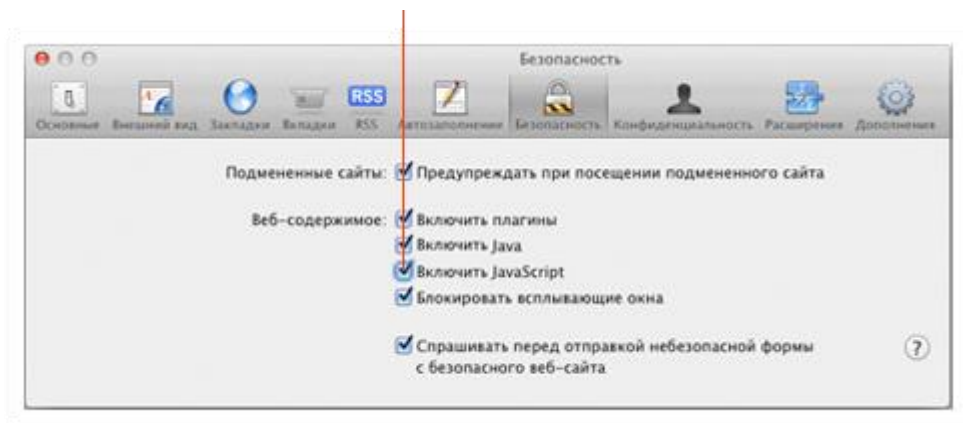 Безопасность
RSS
Основные Внешний вид Закладки Вкладки RSS Автозаполнение Безопасность Конфиденциальность Расширения Дополнения
Подмененные сайты: Предупреждать при посещении подмененного сайта
Веб-содержимое: Включить плагины
Включить Java
Включить JavaScript
Блокировать всплывающие окна
Спрашивать перед отправкой небезопасной формы ?
с безопасного веб-сайта